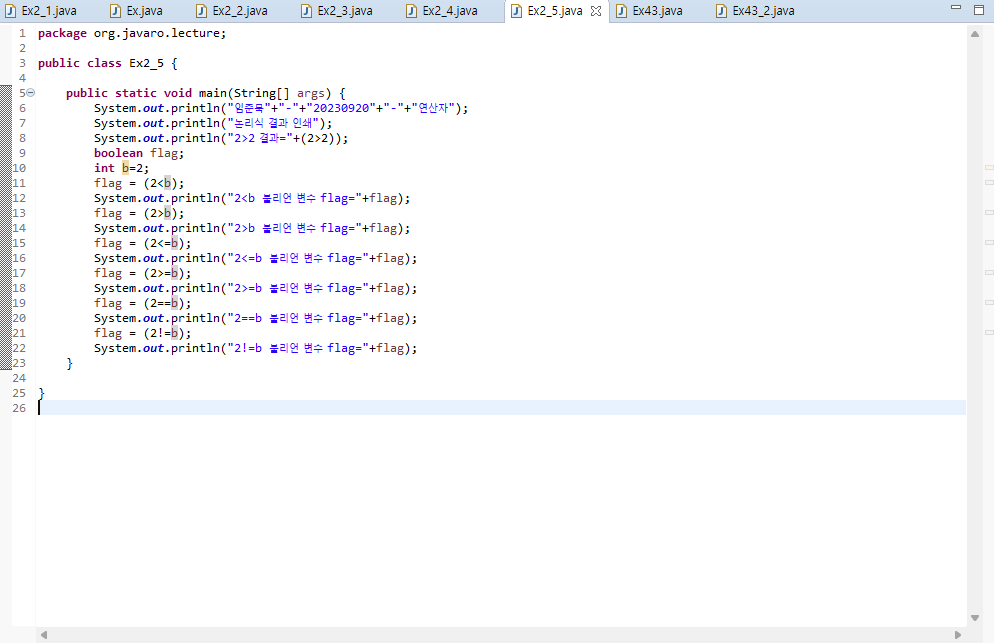 Ex2_1.java Ex.java Ex2_2.java Ex2_3.java Ex2_4.java Ex2_5.java Ex43.java Ex43_2.java
1 package org.javaro.lecture;
2
3 public class Ex2_5 {
4
5 public static void main(String[] args) {
6 System.out.println("임준묵"+"-"+"20230920"+"-"+"연산자");
7 System.out.println("논리식 결과 인쇄");
8 System.out.println("2>2 결과="+(2>2));
9 boolean flag;
10 int b=2;
11 flag = (2<b);
12 System.out.println("2<b 불리언 변수 flag="+flag);
13 flag = (2>b);
14 System.out.println("2>b 불리언 변수 flag="+flag);
15 flag = (2<=b);
16 System.out.println("2<=b 불리언 변수 flag="+flag);
17 flag = (2>=b);
18 System.out.println("2>=b 불리언 변수 flag="+flag);
19 flag = (2==b);
20 System.out.println("2==b 불리언 변수 flag="+flag);
21 flag = (2!=b);
22 System.out.println("2!=b 불리언 변수 flag="+flag);
23 }
24
25 }
26